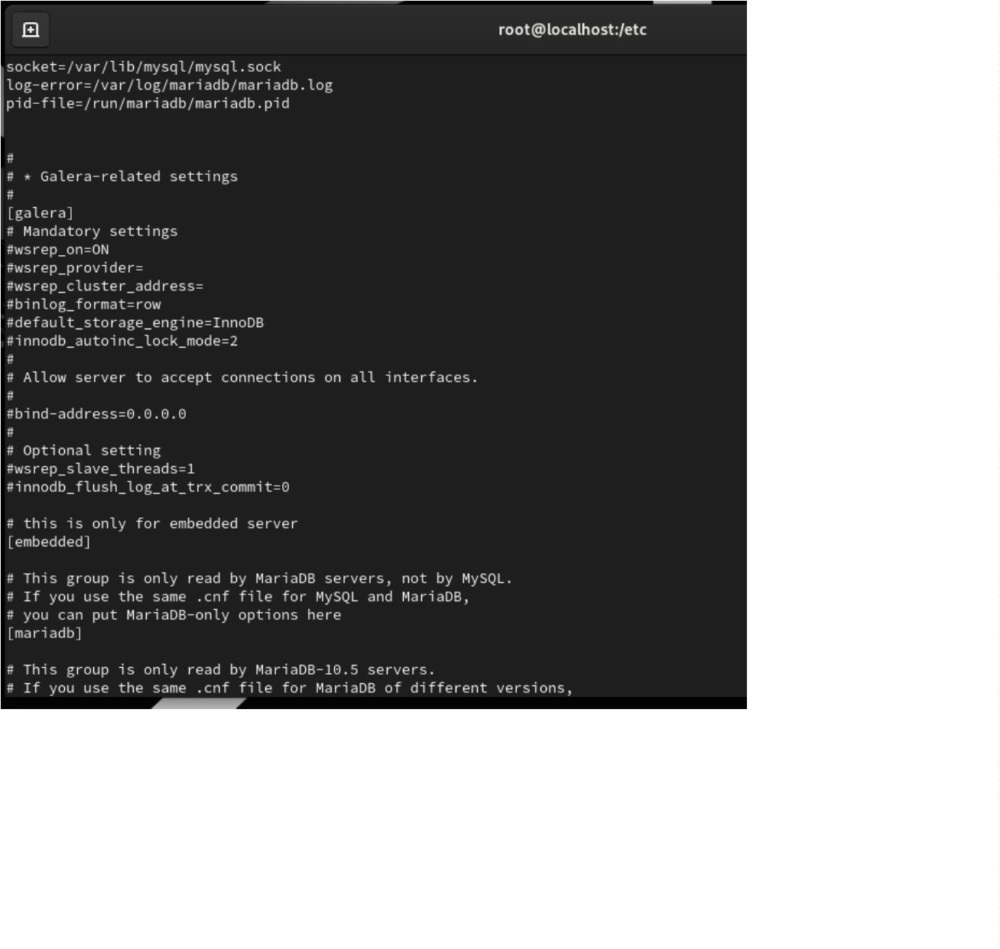 root@localhost:/etc
socket=/var/lib/mysql/mysql.sock
log-error=/var/log/mariadb/mariadb.log
pid-file=/run/mariadb/mariadb.pid
#
# * Galera-related settings
#
[galera]
# Mandatory settings
#wsrep_on=ON
#wsrep_provider=
#wsrep_cluster_address=
#binlog_format=row
#default_storage_engine=InnoDB
#innodb_autoinc_lock_mode=2
#
# Allow server to accept connections on all interfaces.
#
#bind-address=0.0.0.0
#
# Optional setting
#wsrep_slave_threads=1
#innodb_flush_log_at_trx_commit=0
# this is only for embedded server
[embedded]
# This group is only read by MariaDB servers, not by MySQL.
# If you use the same .cnf file for MySQL and MariaDB,
# you can put MariaDB-only options here
[mariadb]
# This group is only read by MariaDB-10.5 servers.
# If you use the same .cnf file for MariaDB of different versions,